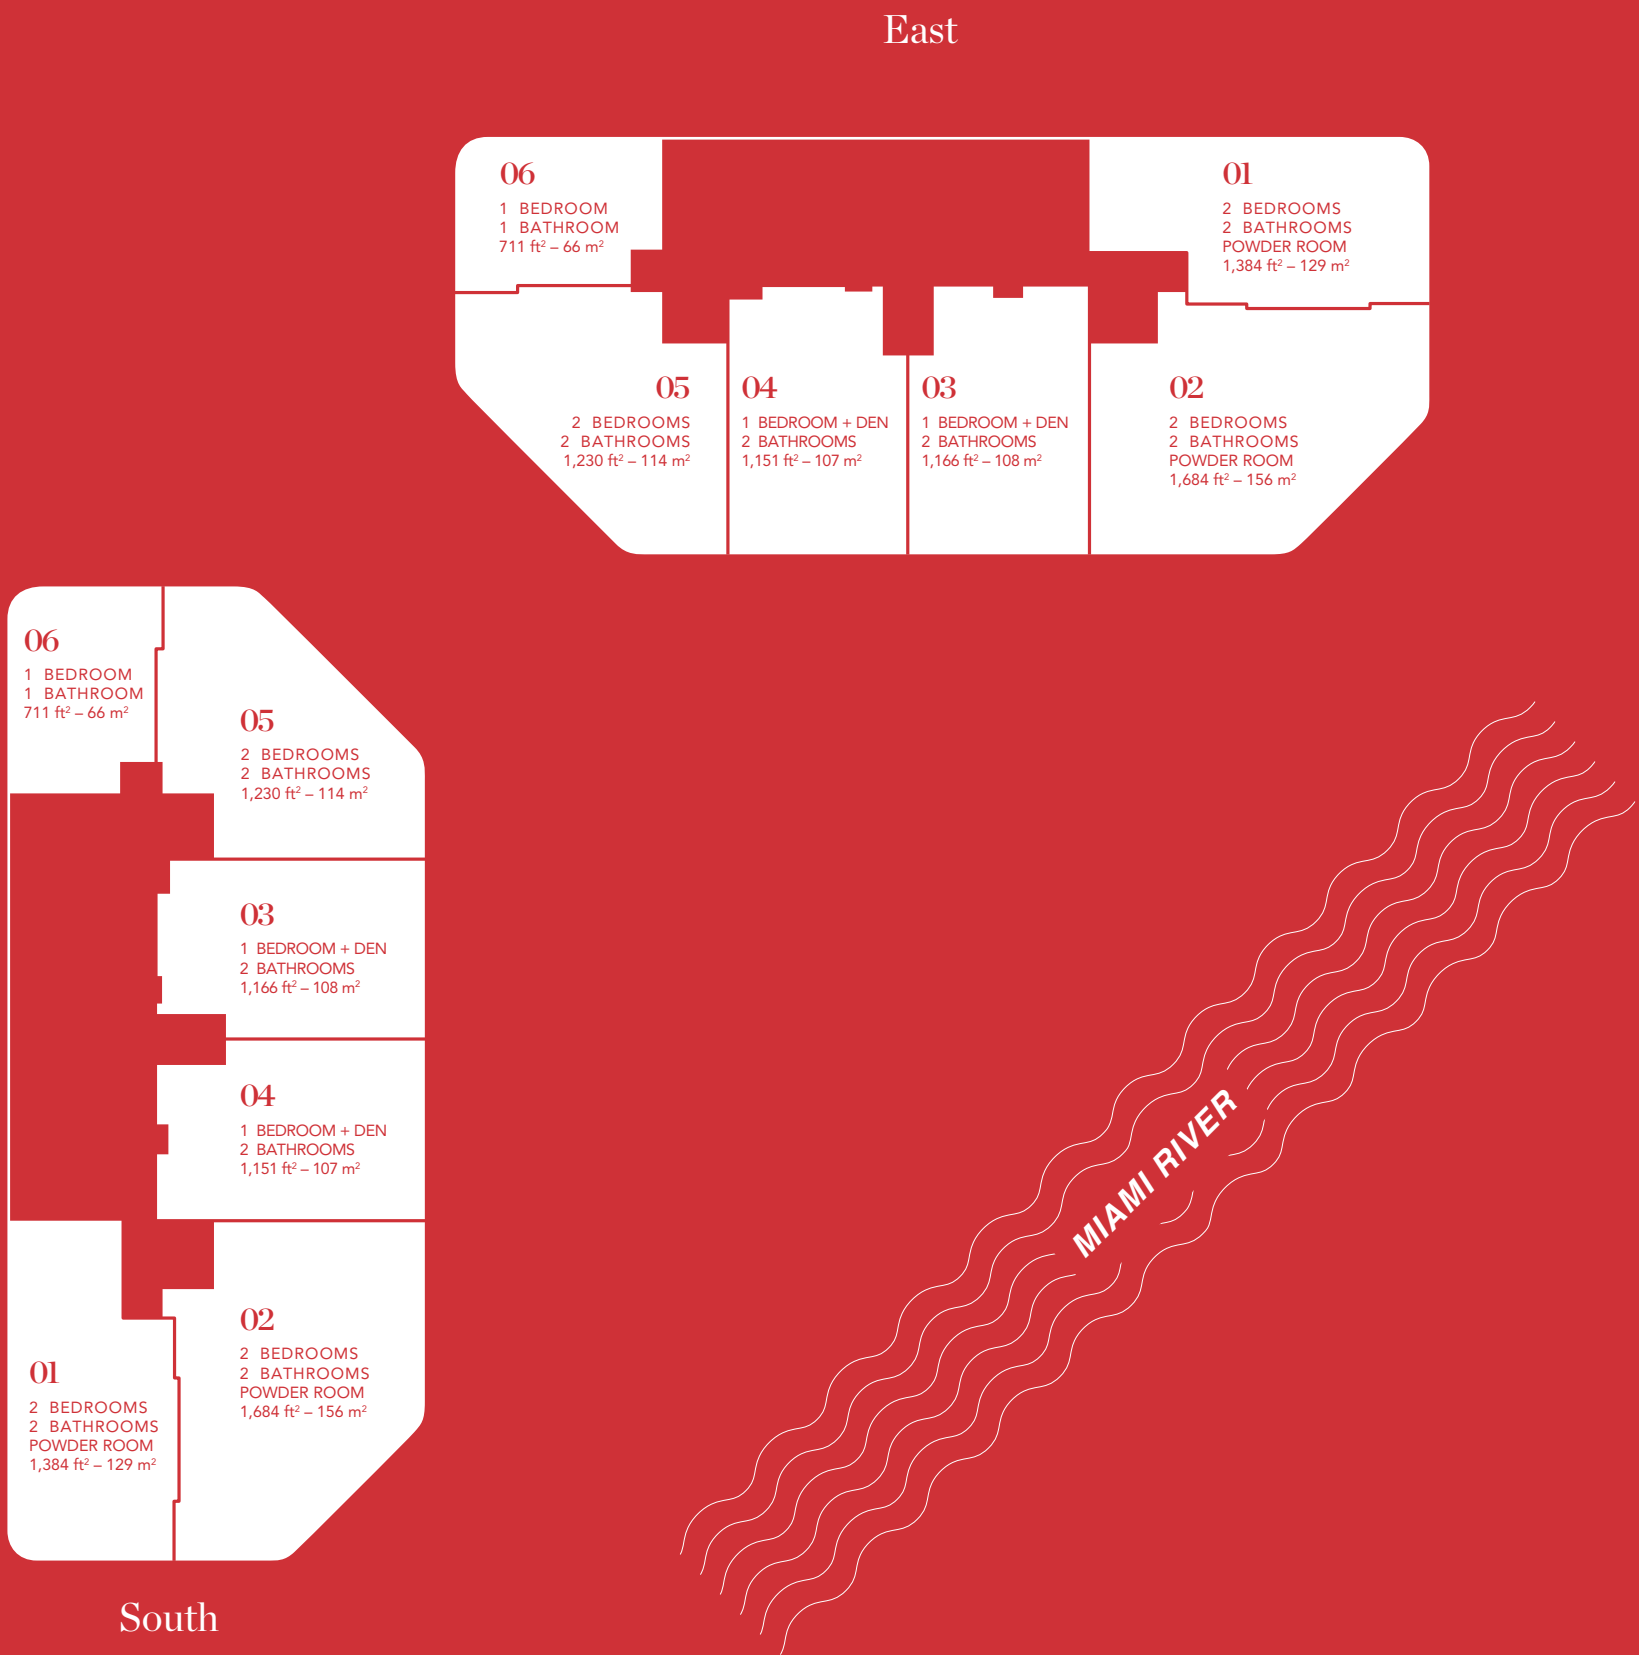 East
06
1 BEDROOM
1 BATHROOM
711 ft² – 66 m²
01
2 BEDROOMS
2 BATHROOMS
POWDER ROOM
1,384 ft² – 129 m²
05
2 BEDROOMS
2 BATHROOMS
1,230 ft² – 114 m²
04
1 BEDROOM + DEN
2 BATHROOMS
1,151 ft² – 107 m²
03
1 BEDROOM + DEN
2 BATHROOMS
1,166 ft² – 108 m²
02
2 BEDROOMS
2 BATHROOMS
POWDER ROOM
1,684 ft² – 156 m²
06
1 BEDROOM
1 BATHROOM
711 ft² – 66 m²
05
2 BEDROOMS
2 BATHROOMS
1,230 ft² – 114 m²
03
1 BEDROOM + DEN
2 BATHROOMS
1,166 ft² – 108 m²
04
1 BEDROOM + DEN
2 BATHROOMS
1,151 ft² – 107 m²
02
2 BEDROOMS
2 BATHROOMS
POWDER ROOM
1,684 ft² – 156 m²
01
2 BEDROOMS
2 BATHROOMS
POWDER ROOM
1,384 ft² – 129 m²
MIAMI RIVER
South